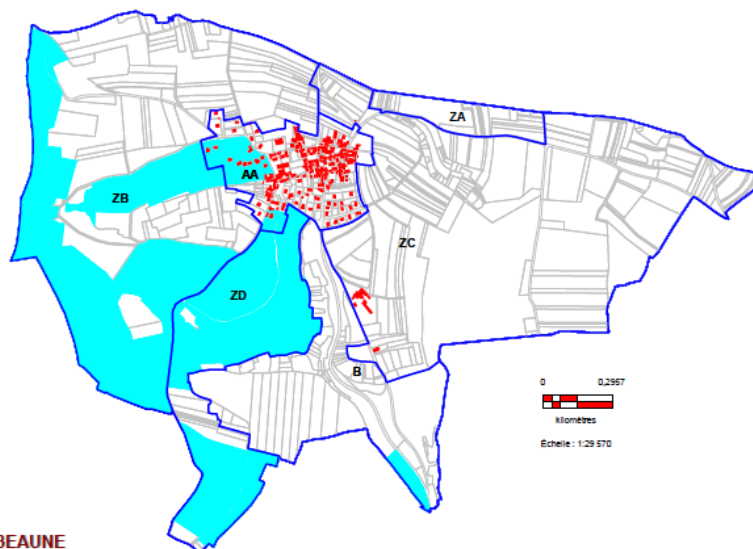 ZA
AA
ZB
ZC
ZD
B
0 0,2957
kilomètres
Échelle : 1:29 570
BEAUNE